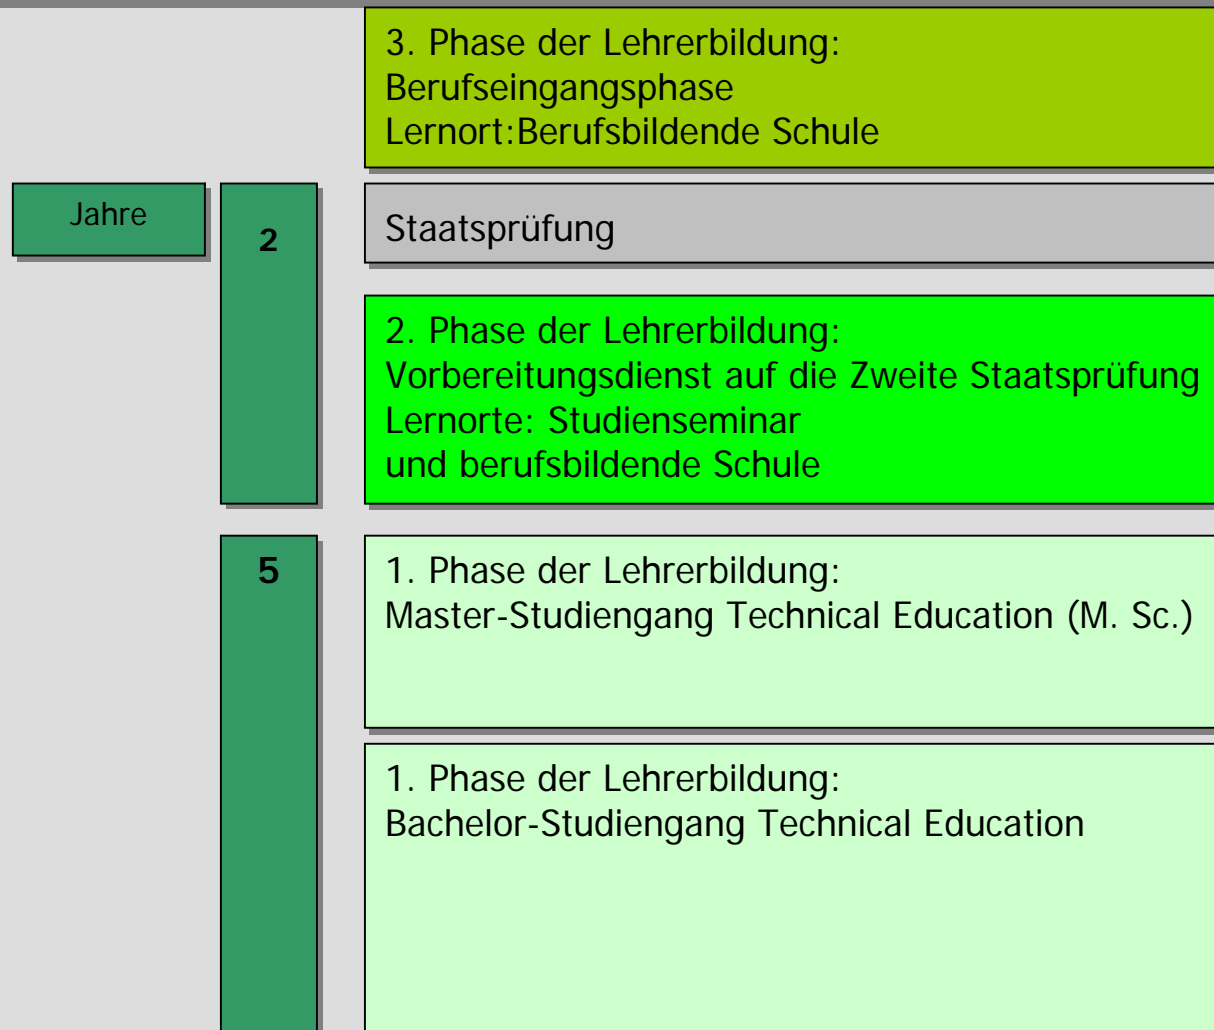 3. Phase der Lehrerbildung:
Berufseingangsphase
Lernort:Berufsbildende Schule
Jahre
2
Staatsprüfung
2. Phase der Lehrerbildung:
Vorbereitungsdienst auf die Zweite Staatsprüfung
Lernorte: Studienseminar
und berufsbildende Schule
5
1. Phase der Lehrerbildung:
Master-Studiengang Technical Education (M. Sc.)
1. Phase der Lehrerbildung:
Bachelor-Studiengang Technical Education